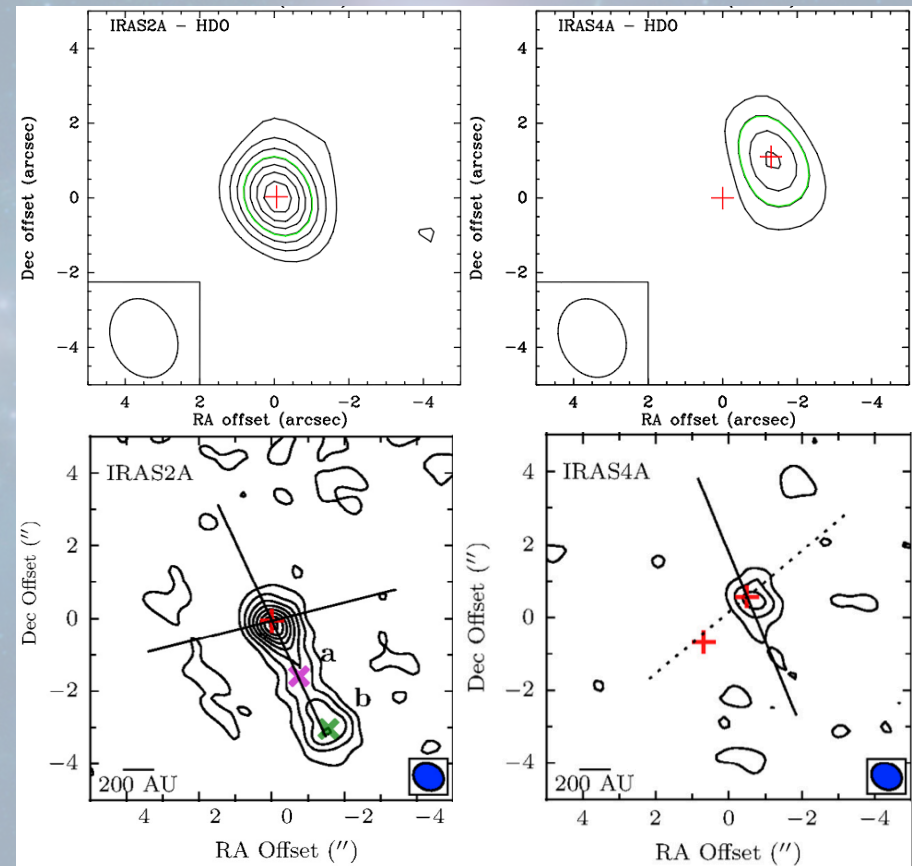 IRAS2A – HDO
Dec offset (arcsec)
4
2
0
−2
−4
4 2 0 −2 −4
RA offset (arcsec)
IRAS4A – HDO
Dec offset (arcsec)
4
2
0
−2
−4
4 2 0 −2 −4
RA offset (arcsec)
IRAS2A
Dec Offset (″)
4
2
0
−2
−4
a
b
200 AU
4 2 0 −2 −4
RA Offset (″)
IRAS4A
Dec Offset (″)
4
2
0
−2
−4
200 AU
4 2 0 −2 −4
RA Offset (″)